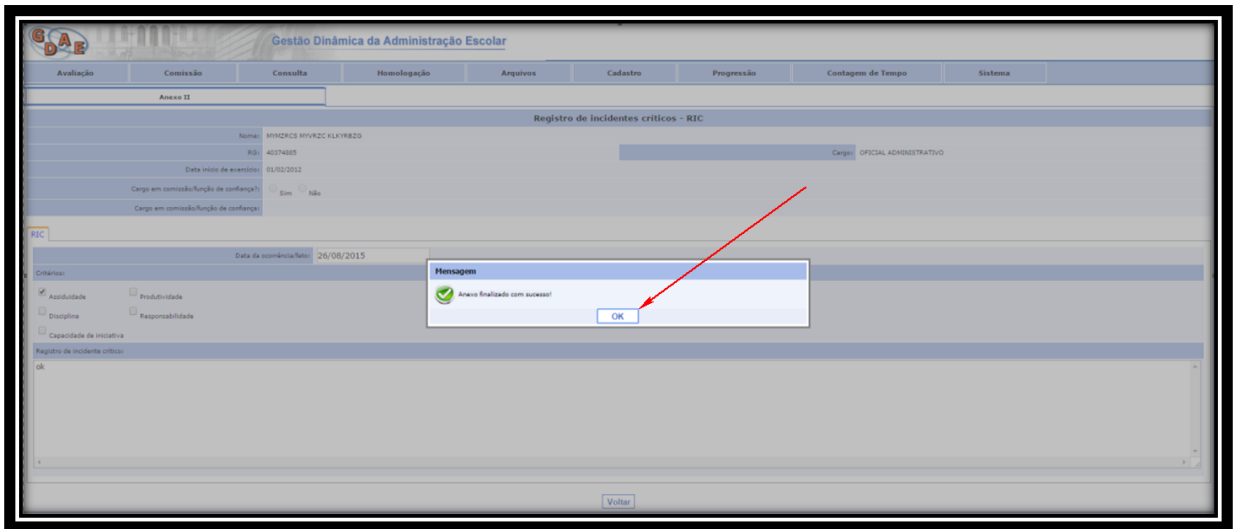 GDAE
Gestão Dinâmica da Administração Escolar
Avaliação Comissão Consulta Homologação Arquivos Cadastro Progressão Contagem de Tempo Sistema
Anexo II
Registro de incidentes críticos - RIC
Nome: MYMZRCS MYVRZC KLKYRBZG
RG: 40374885 Cargo: OFICIAL ADMINISTRATIVO
Data início de exercício: 01/02/2012
Cargo em comissão/função de confiança?: Sim Não
Cargo em comissão/função de confiança:
RIC
Data da ocorrência/fato: 26/08/2015
Critérios:
Mensagem
Anexo finalizado com sucesso!
OK
Assiduidade Produtividade
Disciplina Responsabilidade
Capacidade de iniciativa
Registro de incidente crítico:
ok
Voltar